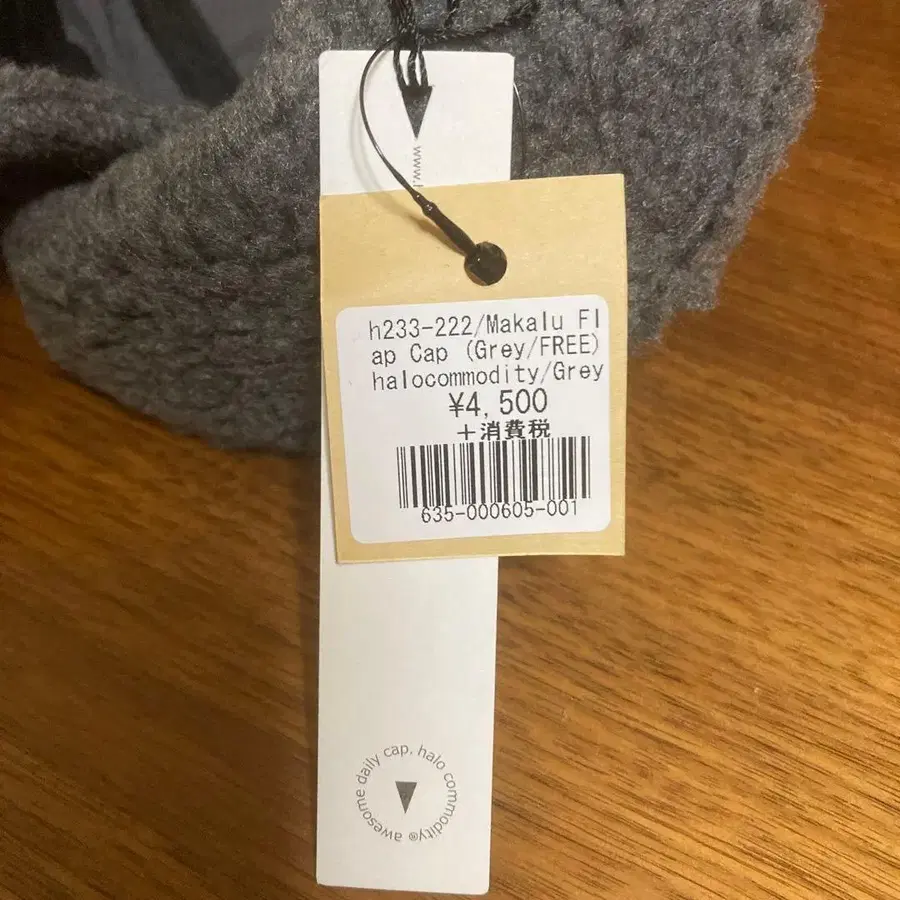 www.
h233-222/Makalu Fl
ap Cap (Grey/FREE)
halocommodity/Grey
¥4,500
+消費税
635-000605-001
awesome daily cap, halo commodity®